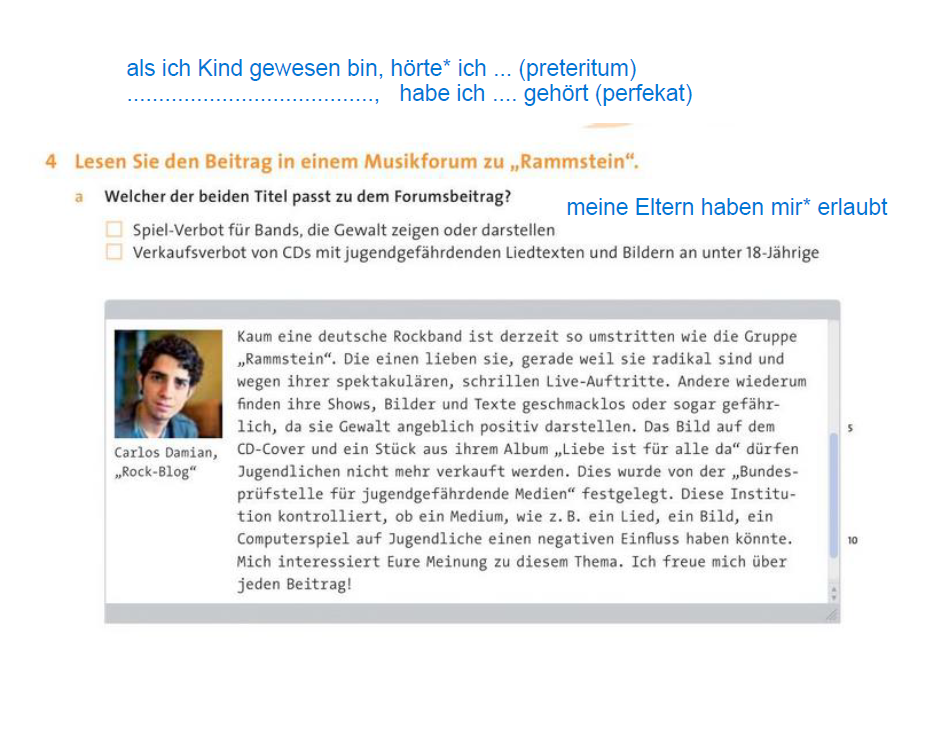 als ich Kind gewesen bin, hörte* ich ... (preteritum)
......................................., habe ich .... gehört (perfekat)
4 Lesen Sie den Beitrag in einem Musikforum zu „Rammstein“.
a Welcher der beiden Titel passt zu dem Forumsbeitrag?
meine Eltern haben mir* erlaubt
Spiel-Verbot für Bands, die Gewalt zeigen oder darstellen
Verkaufsverbot von CDs mit jugendgefährdenden Liedtexten und Bildern an unter 18-Jährige
Kaum eine deutsche Rockband ist derzeit so umstritten wie die Gruppe
„Rammstein“. Die einen lieben sie, gerade weil sie radikal sind und
wegen ihrer spektakulären, schrillen Live-Auftritte. Andere wiederum
finden ihre Shows, Bilder und Texte geschmacklos oder sogar gefähr-
lich, da sie Gewalt angeblich positiv darstellen. Das Bild auf dem
5
CD-Cover und ein Stück aus ihrem Album „Liebe ist für alle da“ dürfen
Jugendlichen nicht mehr verkauft werden. Dies wurde von der „Bundes-
prüfstelle für jugendgefährdende Medien“ festgelegt. Diese Institu-
tion kontrolliert, ob ein Medium, wie z. B. ein Lied, ein Bild, ein
Computerspiel auf Jugendliche einen negativen Einfluss haben könnte.
10
Mich interessiert Eure Meinung zu diesem Thema. Ich freue mich über
jeden Beitrag!
Carlos Damian,
„Rock-Blog“